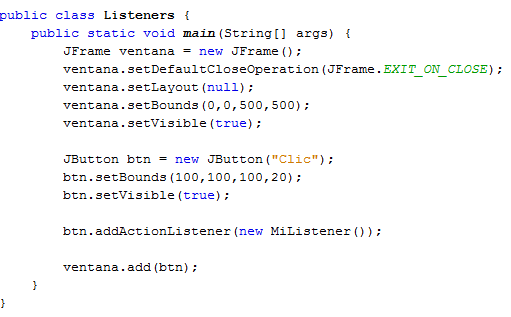 public class Listeners {
    public static void main(String[] args) {
        JFrame ventana = new JFrame();
        ventana.setDefaultCloseOperation(JFrame.EXIT_ON_CLOSE);
        ventana.setLayout(null);
        ventana.setBounds(0,0,500,500);
        ventana.setVisible(true);

        JButton btn = new JButton("Clic");
        btn.setBounds(100,100,100,20);
        btn.setVisible(true);

        btn.addActionListener(new MiListener());

        ventana.add(btn);
    }
}